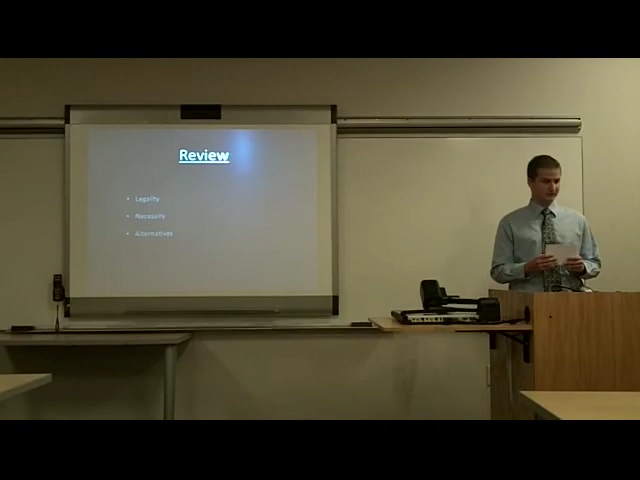 Review
• Legality
• Necessity
• Alternatives